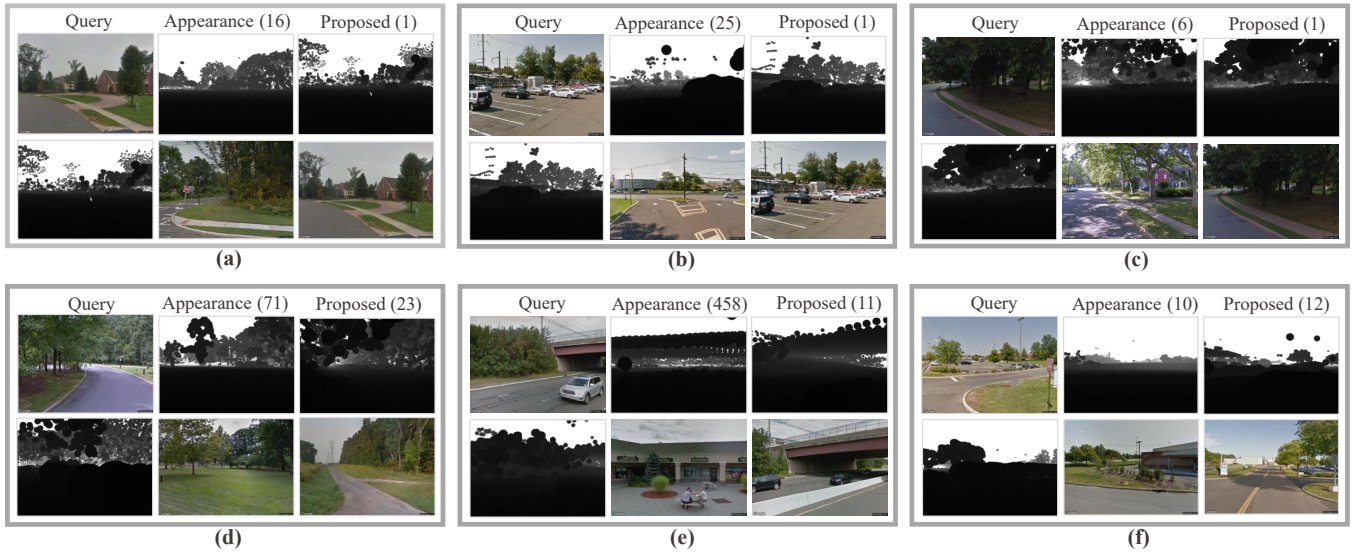 Query Appearance (16) Proposed (1)
(a)
Query Appearance (25) Proposed (1)
(b)
Query Appearance (6) Proposed (1)
(c)
Query Appearance (71) Proposed (23)
(d)
Query Appearance (458) Proposed (11)
(e)
Query Appearance (10) Proposed (12)
(f)